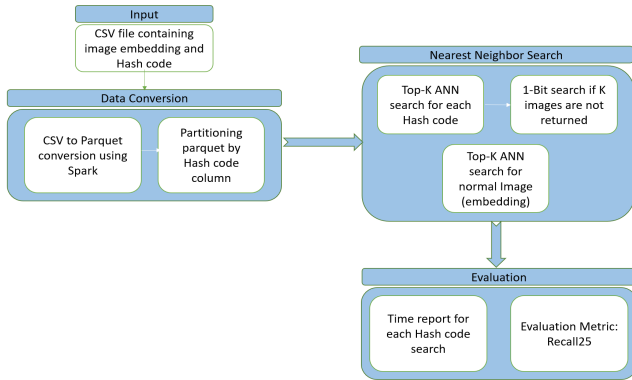 Input
CSV file containing
image embedding and
Hash code
Data Conversion
CSV to Parquet
conversion using
Spark
Partitioning
parquet by
Hash code
column
Nearest Neighbor Search
Top-K ANN
search for each
Hash code
1-Bit search if K
images are not
returned
Top-K ANN
search for
normal Image
(embedding)
Evaluation
Time report for
each Hash code
search
Evaluation Metric:
Recall25